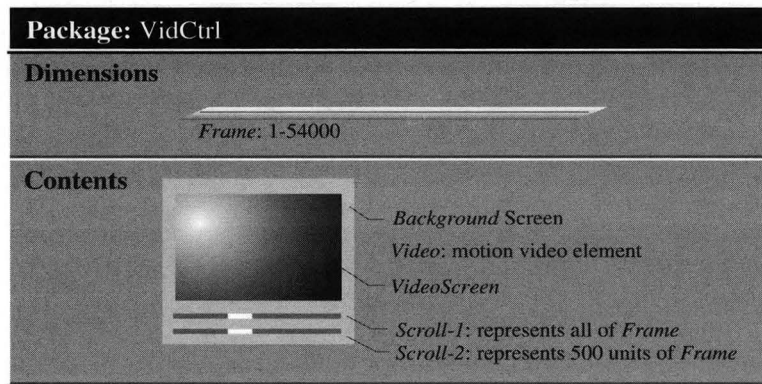 Package: VidCtrl
Dimensions
Frame: 1-54000
Contents
Background Screen
Video: motion video element
VideoScreen
Scroll-1: represents all of Frame
Scroll-2: represents 500 units of Frame